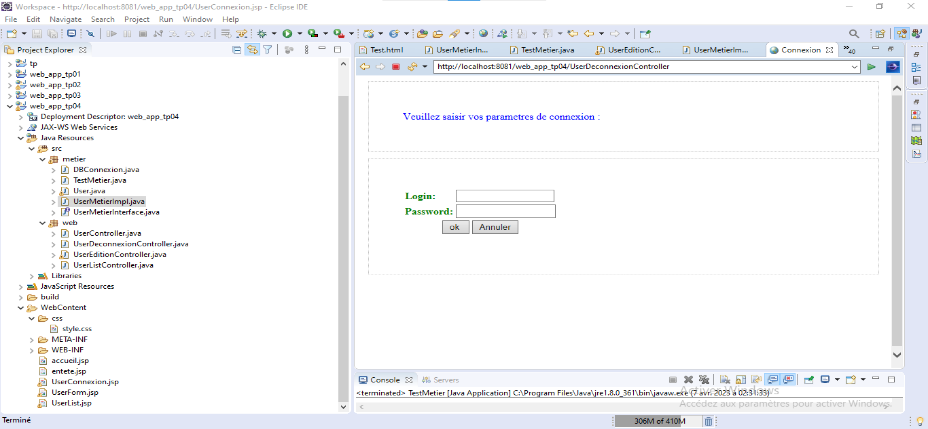 Workspace - http://localhost:8081/web_app_tp04/UserConnexion.jsp - Eclipse IDE
File Edit Navigate Search Project Run Window Help
Project Explorer
Test.html UserMetierIn... TestMetier.java UserEditionC... UserMetierIm... Connexion »40
http://localhost:8081/web_app_tp04/UserDeconnexionController
tp
web_app_tp01
web_app_tp02
web_app_tp03
web_app_tp04
Deployment Descriptor: web_app_tp04
JAX-WS Web Services
Java Resources
src
metier
DBConnexion.java
TestMetier.java
User.java
UserMetierImpl.java
UserMetierInterface.java
web
UserController.java
UserDeconnexionController.java
UserEditionController.java
UserListController.java
Libraries
JavaScript Resources
build
WebContent
css
style.css
META-INF
WEB-INF
accueil.jsp
entete.jsp
UserConnexion.jsp
UserForm.jsp
UserList.jsp
Veuillez saisir vos parametres de connexion :
Login:
Password:
ok Annuler
Console Servers
<terminated> TestMetier [Java Application] C:\Program Files\Java\jre1.8.0_361\bin\javaw.exe (7 avr. 2023 à 02:31:33)
Activer Windows
Accédez aux paramètres pour activer Windows.
Terminé
306M of 410M